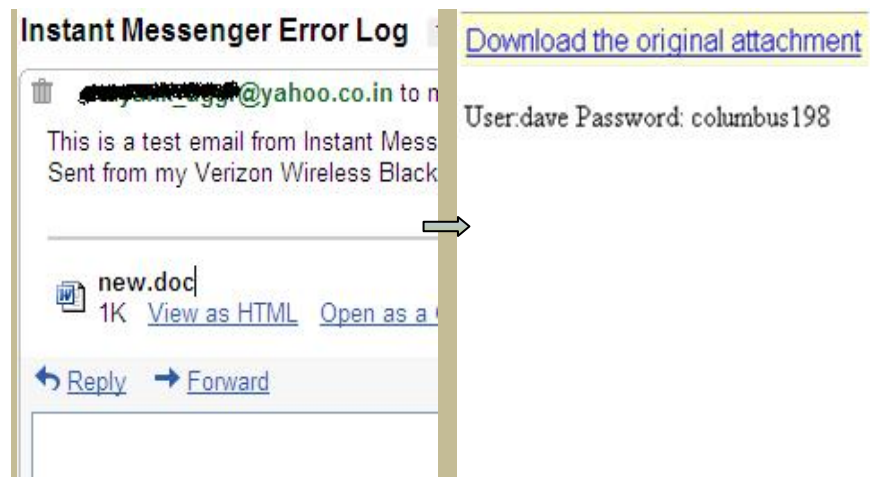 Instant Messenger Error Log
@yahoo.co.in to
This is a test email from Instant Mess
Sent from my Verizon Wireless Black
new.doc
1K View as HTML Open as a
Reply Forward
Download the original attachment
User:dave Password: columbus198